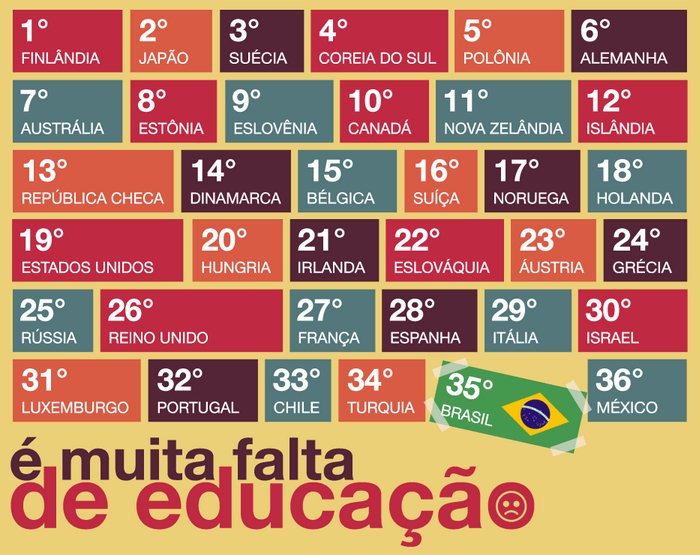 1° 2° 3° 4° 5° 6°
FINLÂNDIA JAPÃO SUÉCIA COREIA DO SUL POLÔNIA ALEMANHA
7° 8° 9° 10° 11° 12°
AUSTRÁLIA ESTÔNIA ESLOVÊNIA CANADÁ NOVA ZELÂNDIA ISLÂNDIA
13° 14° 15° 16° 17° 18°
REPÚBLICA CHECA DINAMARCA BÉLGICA SUÍÇA NORUEGA HOLANDA
19° 20° 21° 22° 23° 24°
ESTADOS UNIDOS HUNGRIA IRLANDA ESLOVÁQUIA ÁUSTRIA GRÉCIA
25° 26° 27° 28° 29° 30°
RÚSSIA REINO UNIDO FRANÇA ESPANHA ITÁLIA ISRAEL
31° 32° 33° 34° 35° 36°
LUXEMBURGO PORTUGAL CHILE TURQUIA BRASIL MÉXICO
é muita falta
de educação